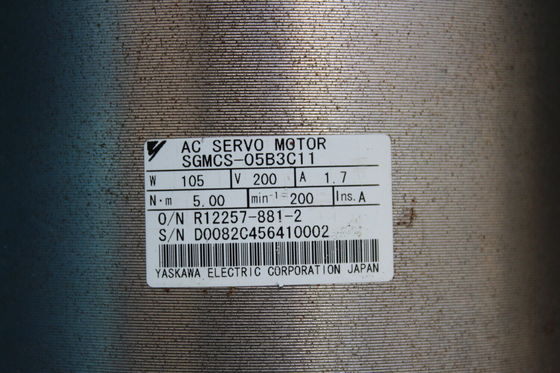 AC SERVO MOTOR
SGMCS-05B3C11
W 105 V 200 A 1.7
N·m 5.00 min⁻¹ 200 Ins. A
O/N R12257-881-2
S/N D0082C456410002
YASKAWA ELECTRIC CORPORATION JAPAN